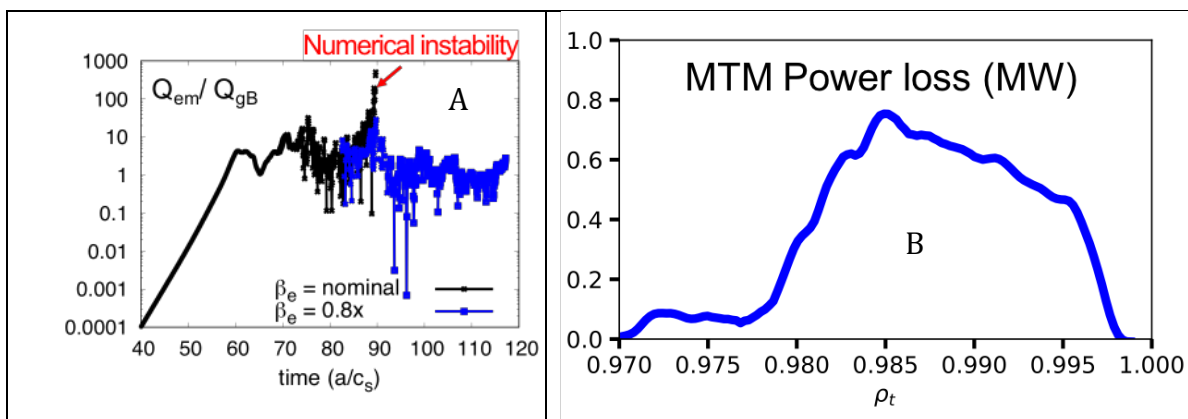 Numerical instability
1000
100
10
1
0.1
0.01
0.001
0.0001
Q_em / Q_gB
A
β_e = nominal
β_e = 0.8x
40 50 60 70 80 90 100 110 120
time (a/c_s)
MTM Power loss (MW)
1.0
0.8
0.6
0.4
0.2
0.0
B
0.970 0.975 0.980 0.985 0.990 0.995 1.000
ρ_t